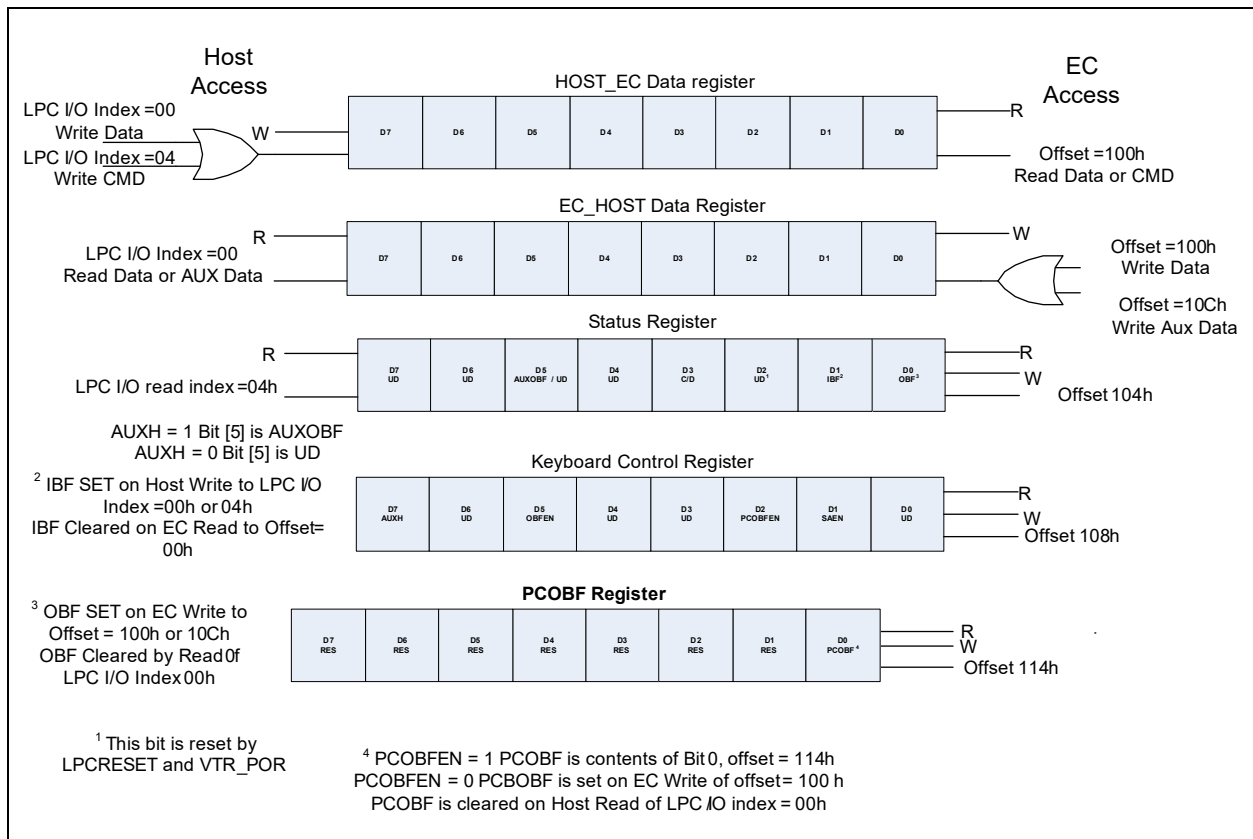 Host
Access
EC
Access
HOST_EC Data register
LPC I/O Index =00
Write Data
LPC I/O Index =04
Write CMD
W
D7 D6 D5 D4 D3 D2 D1 D0
R
Offset =100h
Read Data or CMD
EC_HOST Data Register
R
LPC I/O Index =00
Read Data or AUX Data
D7 D6 D5 D4 D3 D2 D1 D0
W
Offset =100h
Write Data
Offset =10Ch
Write Aux Data
Status Register
R
LPC I/O read index =04h
D7 D6 D5 D4 D3 D2 D1 D0
UD UD AUXOBF / UD UD C/D UD¹ IBF² OBF³
R
W
Offset 104h
AUXH = 1 Bit [5] is AUXOBF
AUXH = 0 Bit [5] is UD
Keyboard Control Register
² IBF SET on Host Write to LPC I/O
Index =00h or 04h
IBF Cleared on EC Read to Offset=
00h
D7 D6 D5 D4 D3 D2 D1 D0
AUXH UD OBFEN UD UD PCOBFEN SAEN UD
R
W
Offset 108h
PCOBF Register
³ OBF SET on EC Write to
Offset = 100h or 10Ch
OBF Cleared by Read 0f
LPC I/O Index 00h
D7 D6 D5 D4 D3 D2 D1 D0
RES RES RES RES RES RES RES PCOBF⁴
R
W
Offset 114h
¹ This bit is reset by
LPCRESET and VTR_POR
⁴ PCOBFEN = 1 PCOBF is contents of Bit 0, offset = 114h
PCOBFEN = 0 PCBOBF is set on EC Write of offset= 100 h
PCOBF is cleared on Host Read of LPC I/O index = 00h